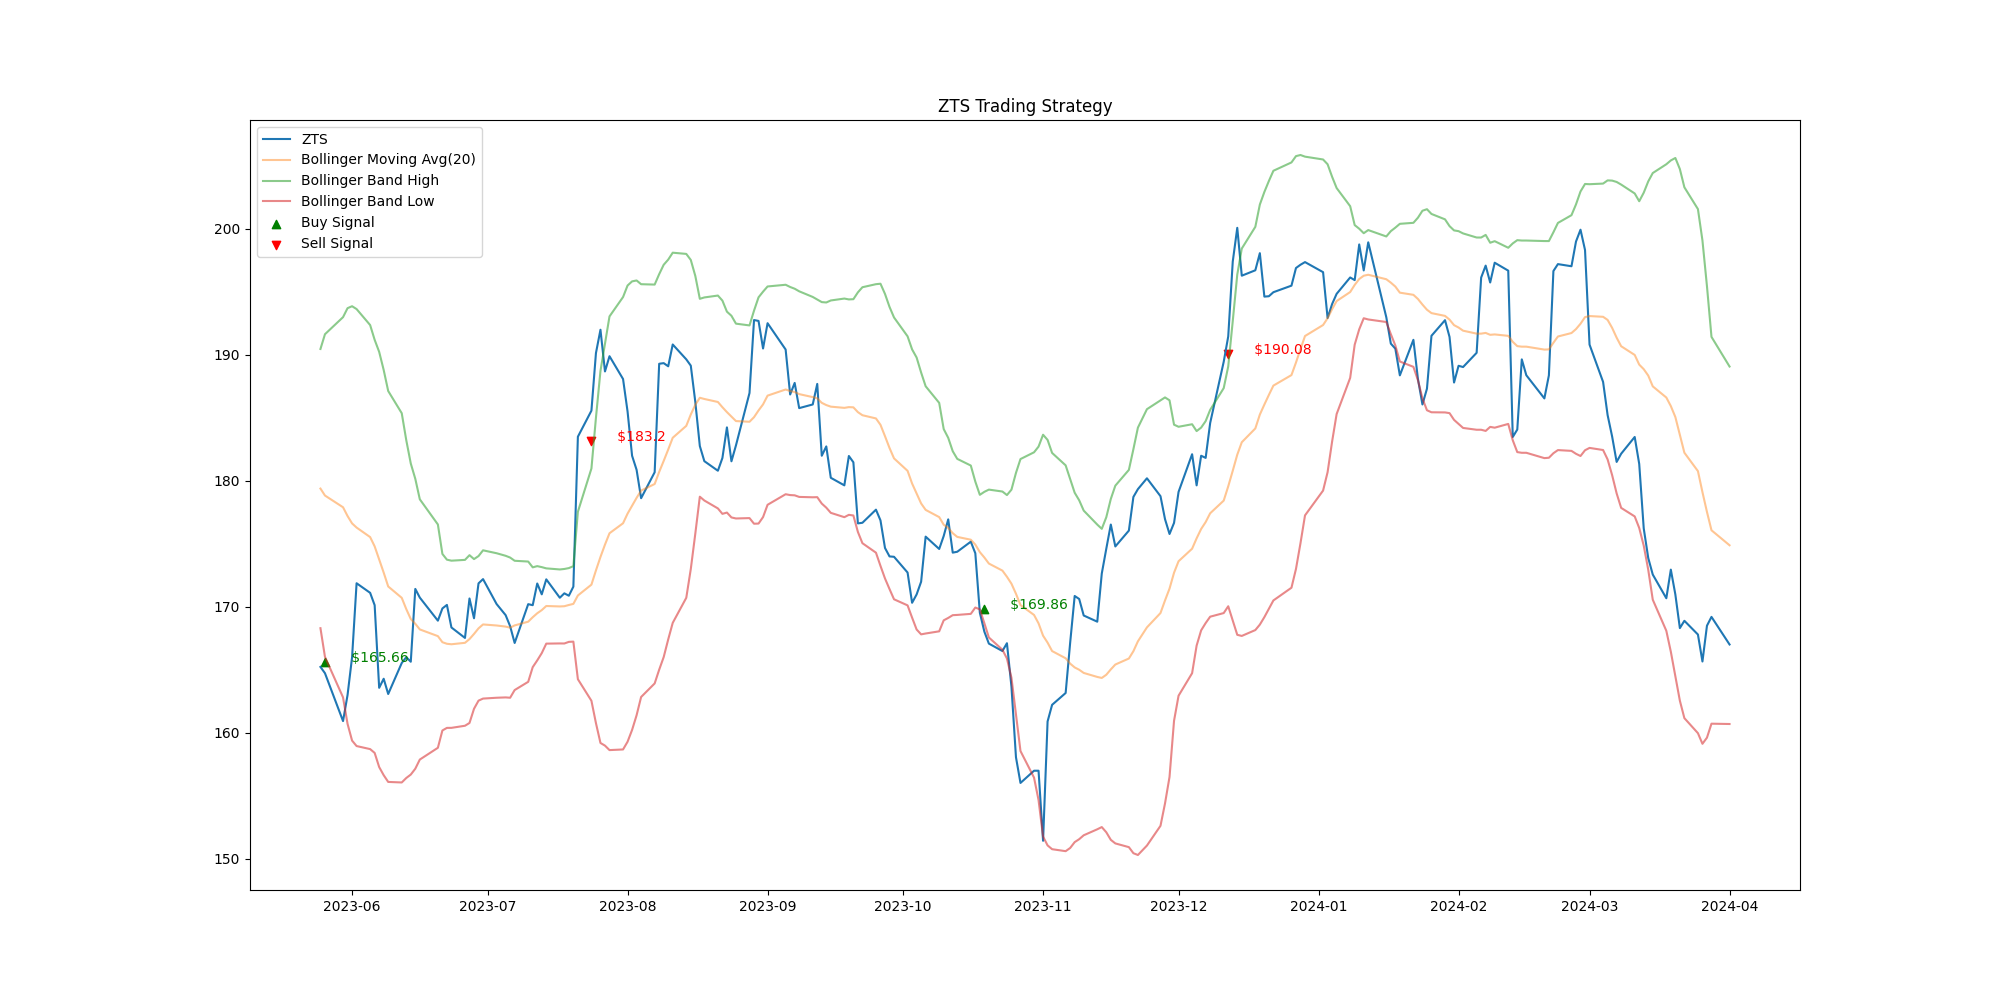 ZTS Trading Strategy
ZTS
Bollinger Moving Avg(20)
Bollinger Band High
Bollinger Band Low
Buy Signal
Sell Signal
200
190
180
170
160
150
$165.66
$183.2
$169.86
$190.08
2023-06 2023-07 2023-08 2023-09 2023-10 2023-11 2023-12 2024-01 2024-02 2024-03 2024-04